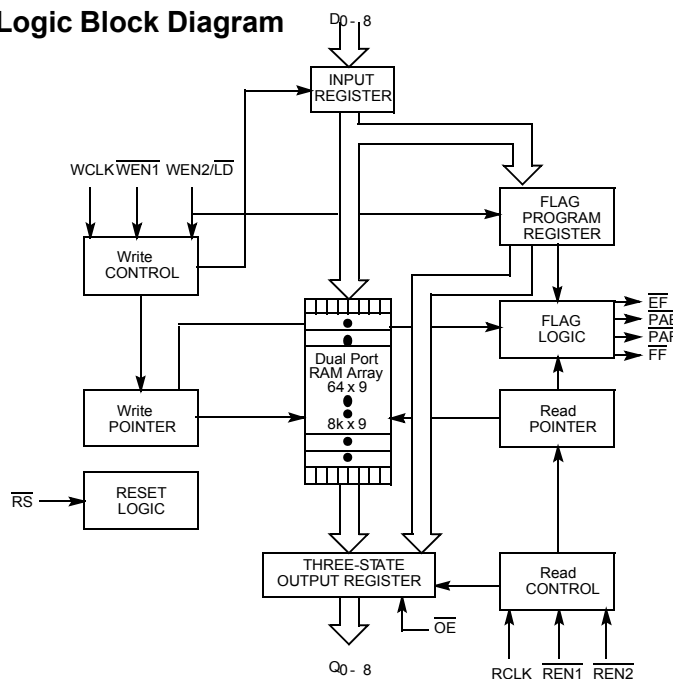 Logic Block Diagram
D0 - 8
INPUT
REGISTER
WCLK WEN1 WEN2/LD
FLAG
PROGRAM
REGISTER
Write
CONTROL
EF
PAE
PAF
FF
FLAG
LOGIC
Dual Port
RAM Array
64 x 9
8k x 9
Write
POINTER
Read
POINTER
RS
RESET
LOGIC
THREE-STATE
OUTPUT REGISTER
Read
CONTROL
OE
Q0 - 8
RCLK REN1 REN2